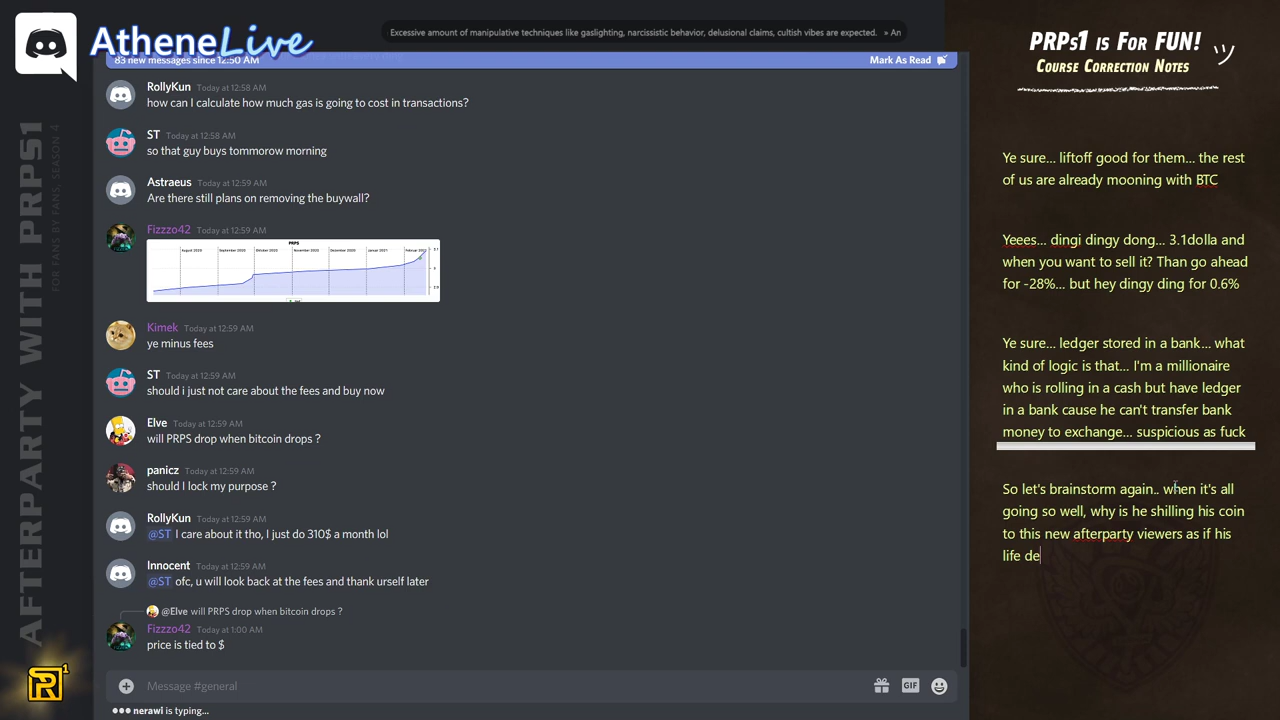 AtheneLive
Excessive amount of manipulative techniques like gaslighting, narcissistic behavior, delusional claims, cultish vibes are expected. » An
83 new messages since 12:50 AM
Mark As Read
RollyKun Today at 12:58 AM
how can I calculate how much gas is going to cost in transactions?
ST Today at 12:58 AM
so that guy buys tommorow morning
Astraeus Today at 12:59 AM
Are there still plans on removing the buywall?
Fizzzo42 Today at 12:59 AM
PRPS
Kimek Today at 12:59 AM
ye minus fees
ST Today at 12:59 AM
should i just not care about the fees and buy now
Elve Today at 12:59 AM
will PRPS drop when bitcoin drops ?
panicz Today at 12:59 AM
should I lock my purpose ?
RollyKun Today at 12:59 AM
@ST I care about it tho, I just do 310$ a month lol
Innocent Today at 12:59 AM
@ST ofc, u will look back at the fees and thank urself later
@Elve will PRPS drop when bitcoin drops ?
Fizzzo42 Today at 1:00 AM
price is tied to $
Message #general
GIF
nerawi is typing...
AFTERPARTY WITH PRPS1
FOR FANS BY FANS, SEASON 4
R1
PRPs1 is For FUN! ツ
Course Correction Notes
Ye sure... liftoff good for them... the rest
of us are already mooning with BTC
Yeees... dingi dingy dong... 3.1dolla and
when you want to sell it? Than go ahead
for -28%... but hey dingy ding for 0.6%
Ye sure... ledger stored in a bank... what
kind of logic is that... I'm a millionaire
who is rolling in a cash but have ledger
in a bank cause he can't transfer bank
money to exchange... suspicious as fuck
So let's brainstorm again.. when it's all
going so well, why is he shilling his coin
to this new afterparty viewers as if his
life de